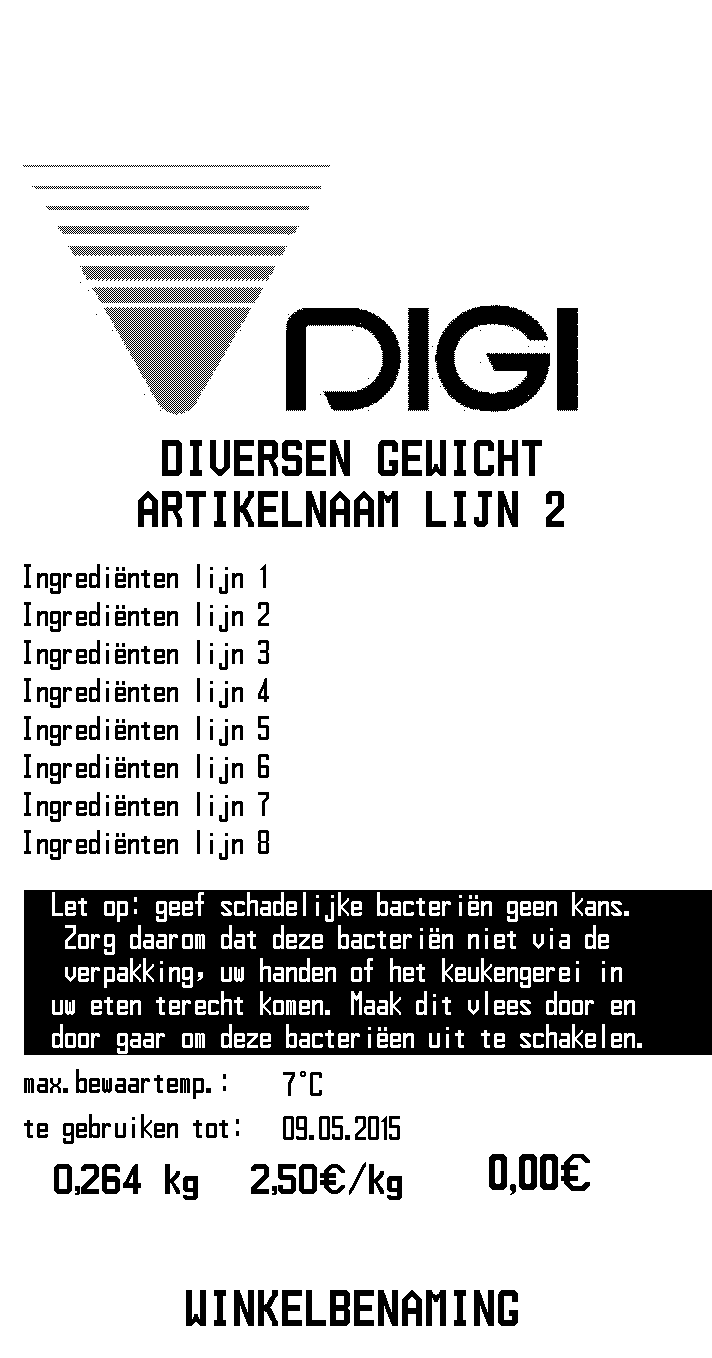 DIGI
DIVERSEN GEWICHT
ARTIKELNAAM LIJN 2
Ingrediënten lijn 1
Ingrediënten lijn 2
Ingrediënten lijn 3
Ingrediënten lijn 4
Ingrediënten lijn 5
Ingrediënten lijn 6
Ingrediënten lijn 7
Ingrediënten lijn 8
Let op: geef schadelijke bacteriën geen kans.
Zorg daarom dat deze bacteriën niet via de
verpakking, uw handen of het keukengerei in
uw eten terecht komen. Maak dit vlees door en
door gaar om deze bacteriëen uit te schakelen.
max.bewaartemp.: 7°C
te gebruiken tot: 09.05.2015
0,264 kg 2,50€/kg 0,00€
WINKELBENAMING